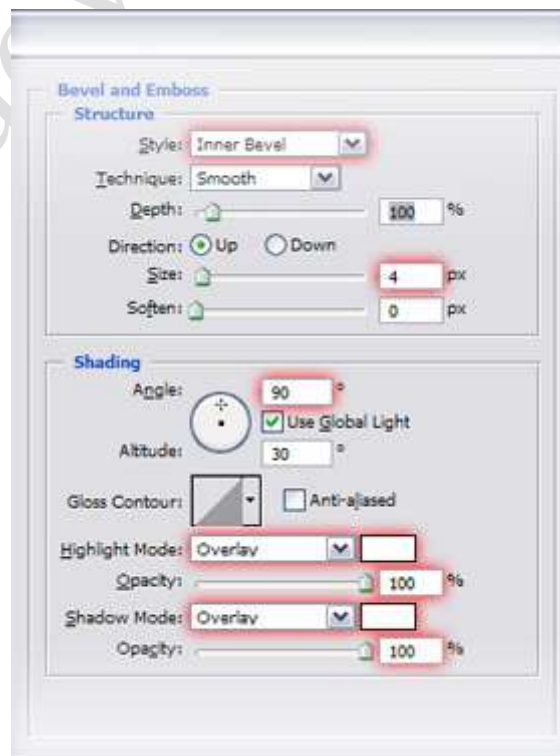 Bevel and Emboss
Structure
Style: Inner Bevel
Technique: Smooth
Depth: 100 %
Direction: Up Down
Size: 4 px
Soften: 0 px
Shading
Angle: 90 °
Use Global Light
Altitude: 30 °
Gloss Contour: Anti-aliased
Highlight Mode: Overlay
Opacity: 100 %
Shadow Mode: Overlay
Opacity: 100 %